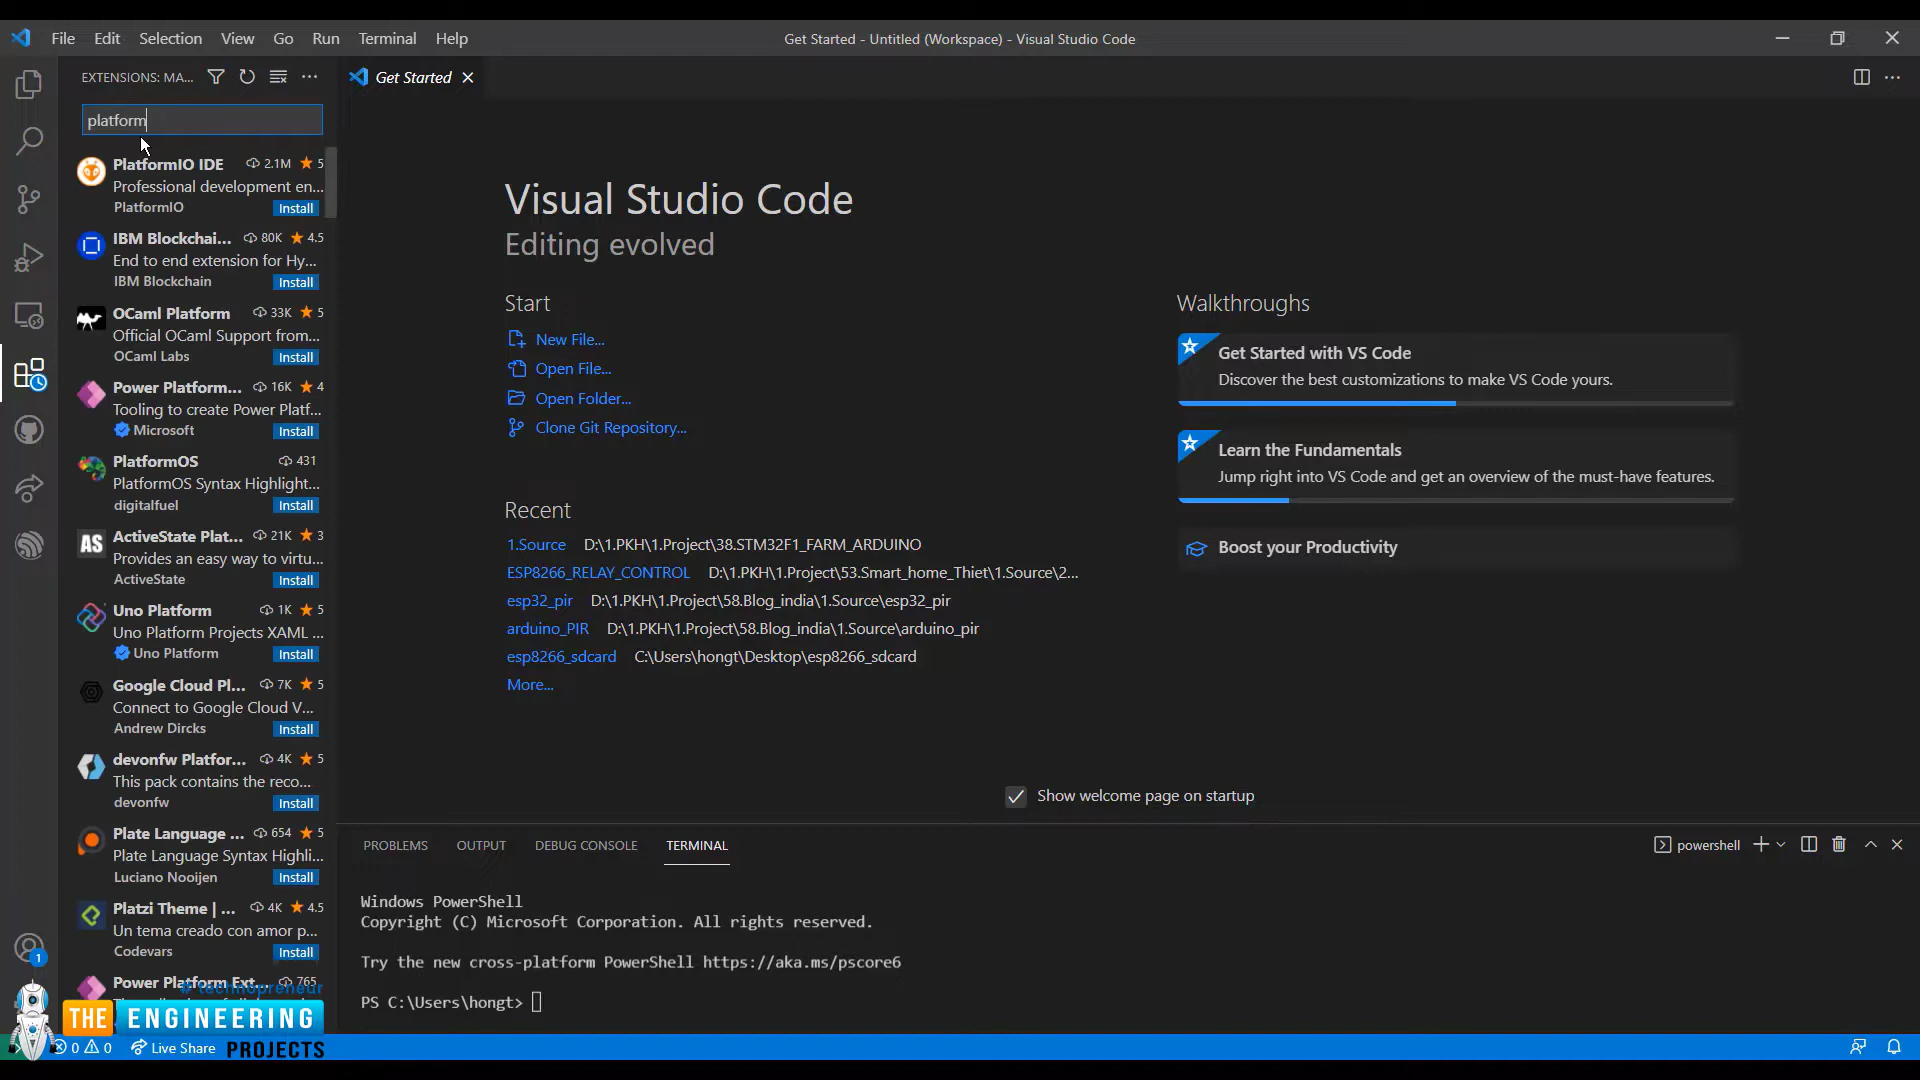 File Edit Selection View Go Run Terminal Help
Get Started - Untitled (Workspace) - Visual Studio Code
EXTENSIONS: MA...
Get Started
platform
PlatformIO IDE 2.1M 5
Professional development en...
PlatformIO Install
IBM Blockchai... 80K 4.5
End to end extension for Hy...
IBM Blockchain Install
OCaml Platform 33K 5
Official OCaml Support from...
OCaml Labs Install
Power Platform... 16K 4
Tooling to create Power Platf...
Microsoft Install
PlatformOS 431
PlatformOS Syntax Highlight...
digitalfuel Install
ActiveState Plat... 21K 3
Provides an easy way to virtu...
ActiveState Install
Uno Platform 1K 5
Uno Platform Projects XAML ...
Uno Platform Install
Google Cloud Pl... 7K 5
Connect to Google Cloud V...
Andrew Dircks Install
devonfw Platfor... 4K 5
This pack contains the reco...
devonfw Install
Plate Language ... 654 5
Plate Language Syntax Highli...
Luciano Nooijen Install
Platzi Theme | ... 4K 4.5
Un tema creado con amor p...
Codevars Install
Power Platform Ext... 765
Visual Studio Code
Editing evolved
Start
New File...
Open File...
Open Folder...
Clone Git Repository...
Recent
1.Source D:\1.PKH\1.Project\38.STM32F1_FARM_ARDUINO
ESP8266_RELAY_CONTROL D:\1.PKH\1.Project\53.Smart_home_Thiet\1.Source\2...
esp32_pir D:\1.PKH\1.Project\58.Blog_india\1.Source\esp32_pir
arduino_PIR D:\1.PKH\1.Project\58.Blog_india\1.Source\arduino_pir
esp8266_sdcard C:\Users\hongt\Desktop\esp8266_sdcard
More...
Walkthroughs
Get Started with VS Code
Discover the best customizations to make VS Code yours.
Learn the Fundamentals
Jump right into VS Code and get an overview of the must-have features.
Boost your Productivity
Show welcome page on startup
PROBLEMS OUTPUT DEBUG CONSOLE TERMINAL
powershell
Windows PowerShell
Copyright (C) Microsoft Corporation. All rights reserved.
Try the new cross-platform PowerShell https://aka.ms/pscore6
PS C:\Users\hongt>
1
AS
# technopreneur
THE ENGINEERING
PROJECTS
0 0 Live Share